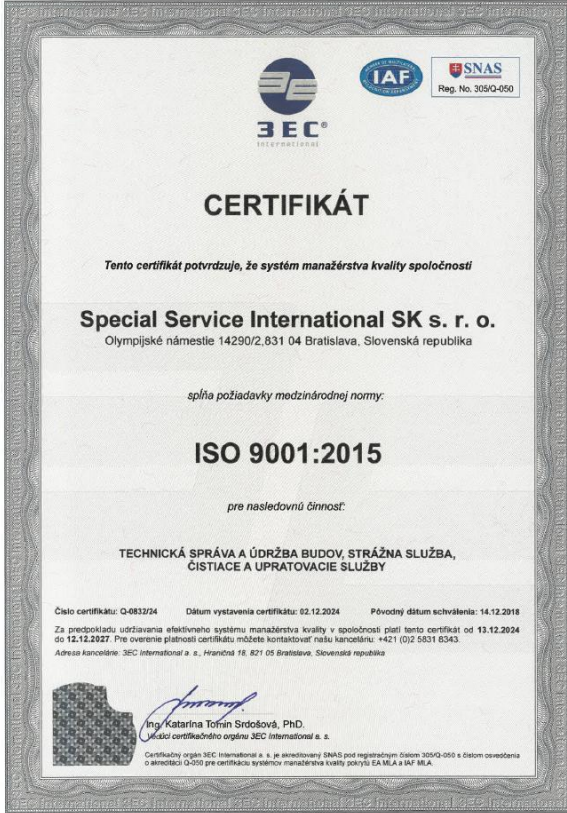 IAF
SNAS
Reg. No. 305/Q-050
3EC®
International
CERTIFIKÁT
Tento certifikát potvrdzuje, že systém manažérstva kvality spoločnosti
Special Service International SK s. r. o.
Olympijské námestie 14290/2,831 04 Bratislava, Slovenská republika
spĺňa požiadavky medzinárodnej normy:
ISO 9001:2015
pre nasledovnú činnosť:
TECHNICKÁ SPRÁVA A ÚDRŽBA BUDOV, STRÁŽNA SLUŽBA,
ČISTIACE A UPRATOVACIE SLUŽBY
Číslo certifikátu: Q-0832/24 Dátum vystavenia certifikátu: 02.12.2024 Pôvodný dátum schválenia: 14.12.2018
Za predpokladu udržiavania efektívneho systému manažérstva kvality v spoločnosti platí tento certifikát od 13.12.2024
do 12.12.2027. Pre overenie platnosti certifikátu môžete kontaktovať našu kanceláriu: +421 (0)2 5831 8343.
Adresa kancelárie: 3EC International a. s., Hraničná 18, 821 05 Bratislava, Slovenská republika
Ing. Katarína Tomin Srdošová, PhD.
Vedúci certifikačného orgánu 3EC International a. s.
Certifikačný orgán 3EC International a. s. je akreditovaný SNAS pod registračným číslom 305/Q-050 s číslom osvedčenia
o akreditácii Q-050 pre certifikáciu systémov manažérstva kvality pokrytú EA MLA a IAF MLA.